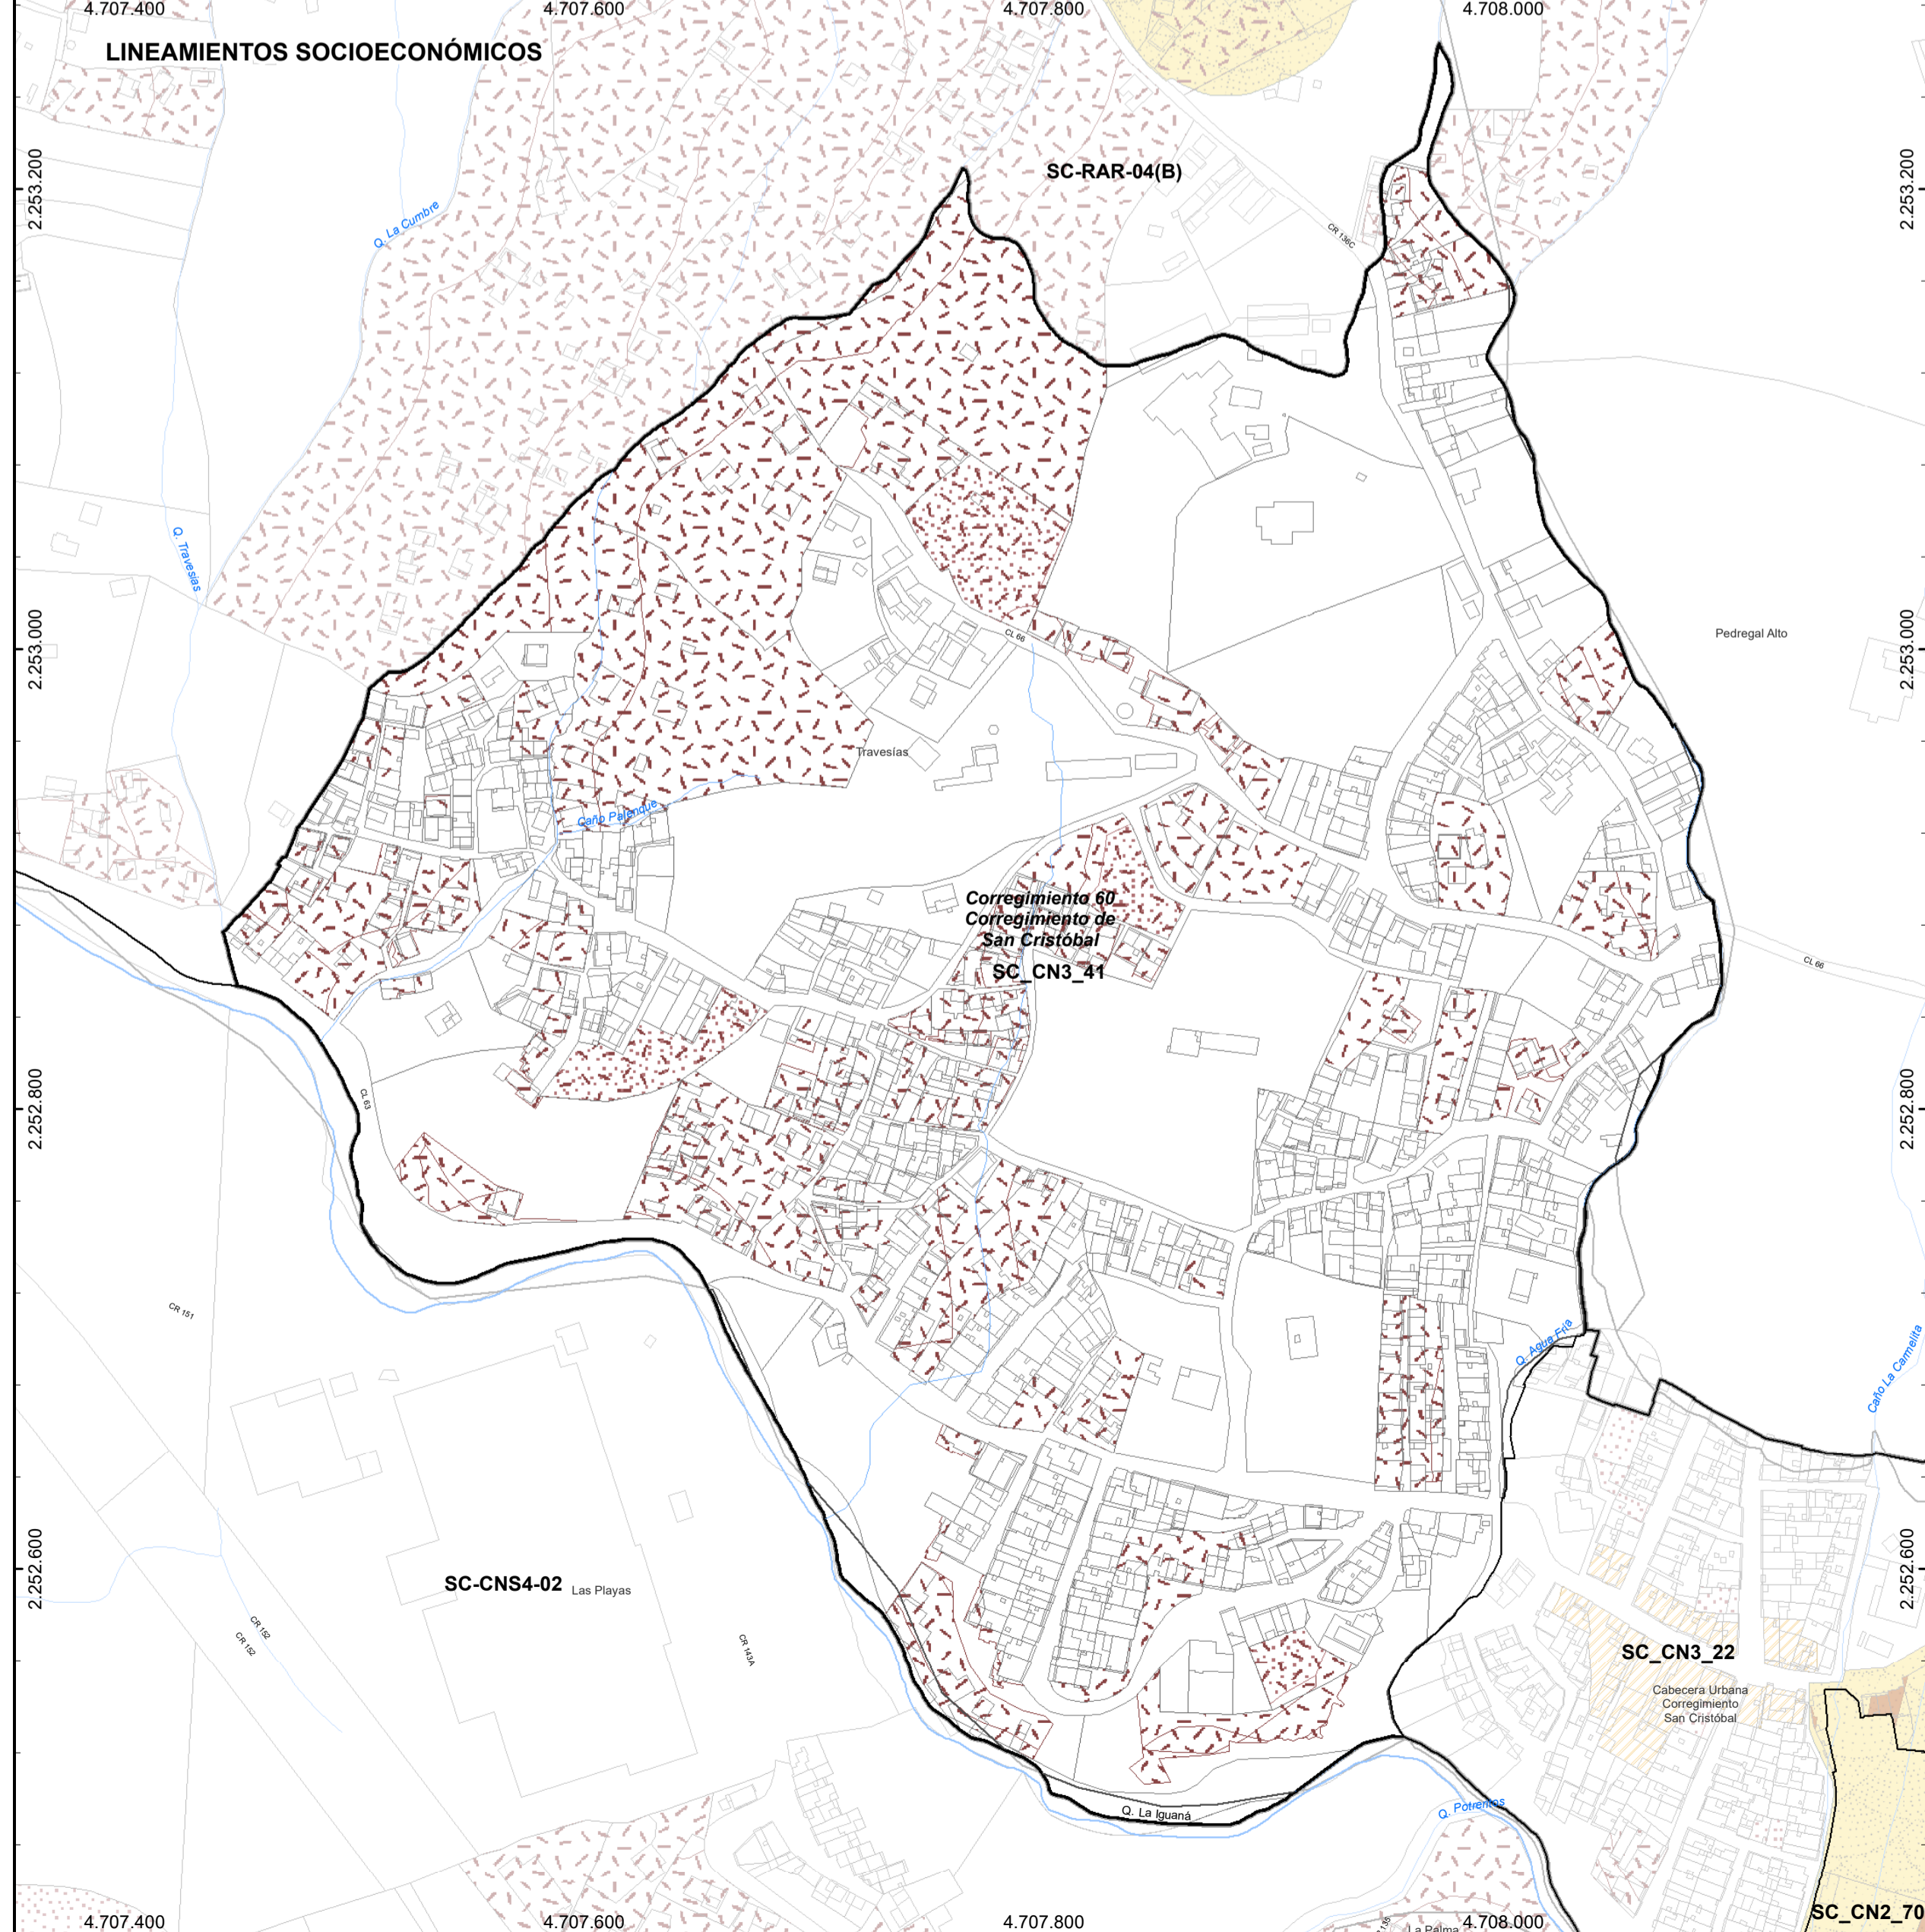 4.707.400
4.707.600
4.707.800
4.708.000
LINEAMIENTOS SOCIOECONÓMICOS
SC-RAR-04(B)
2.253.200
2.253.200
Q. La Cumbre
CR 136C
Q. Travesías
2.253.000
CL 66
Pedregal Alto
2.253.000
Travesías
Caño Palenque
Corregimiento 60
Corregimiento de
San Cristóbal
SC_CN3_41
CL 66
2.252.800
CL 63
2.252.800
CR 151
Q. Agua Fría
Caño La Carmelita
2.252.600
SC-CNS4-02
Las Playas
2.252.600
CR 152
CR 152
CR 143A
SC_CN3_22
Cabecera Urbana
Corregimiento
San Cristóbal
Q. La Iguaná
Q. Potreritos
SC_CN2_70
4.707.400
4.707.600
4.707.800
La Palma
4.708.000